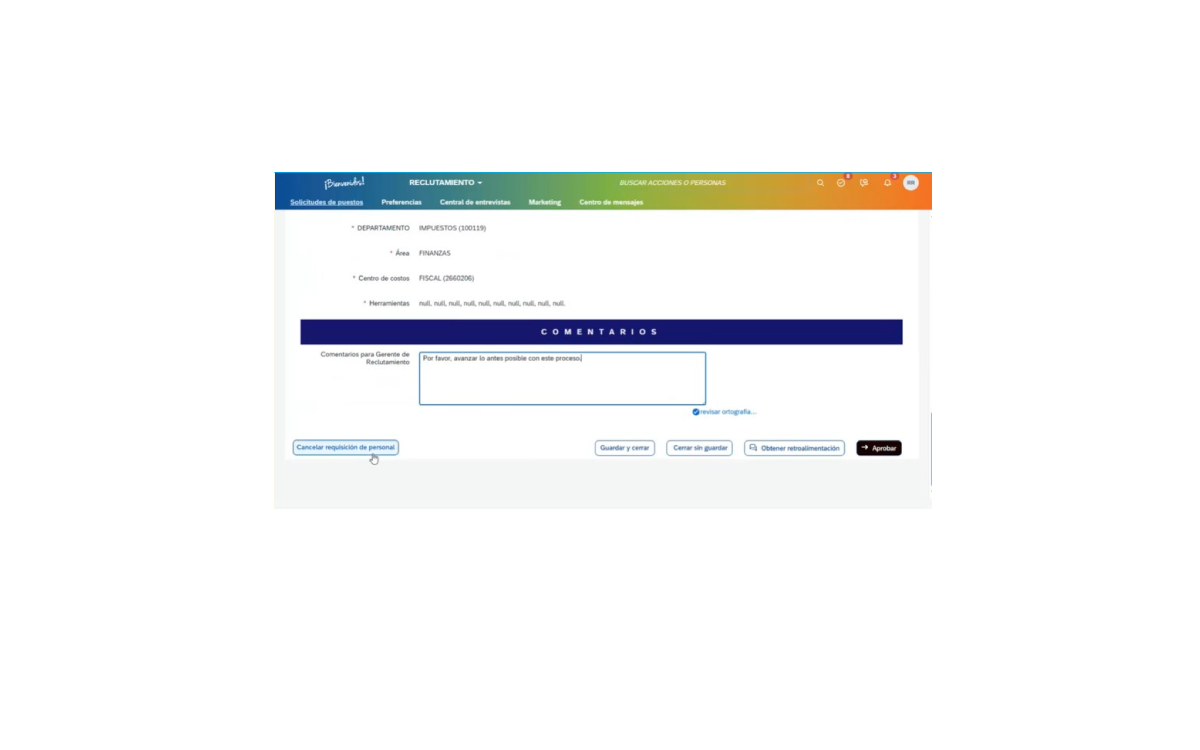 ¡Bienvenidos!
RECLUTAMIENTO
BUSCAR ACCIONES O PERSONAS
Solicitudes de puestos
Preferencias
Central de entrevistas
Marketing
Centro de mensajes
* DEPARTAMENTO IMPUESTOS (100119)
* Área FINANZAS
* Centro de costos FISCAL (2660206)
* Herramientas null, null, null, null, null, null, null, null, null, null.
COMENTARIOS
Comentarios para Gerente de
Reclutamiento
Por favor, avanzar lo antes posible con este proceso.
revisar ortografía...
Cancelar requisición de personal
Guardar y cerrar
Cerrar sin guardar
Obtener retroalimentación
Aprobar